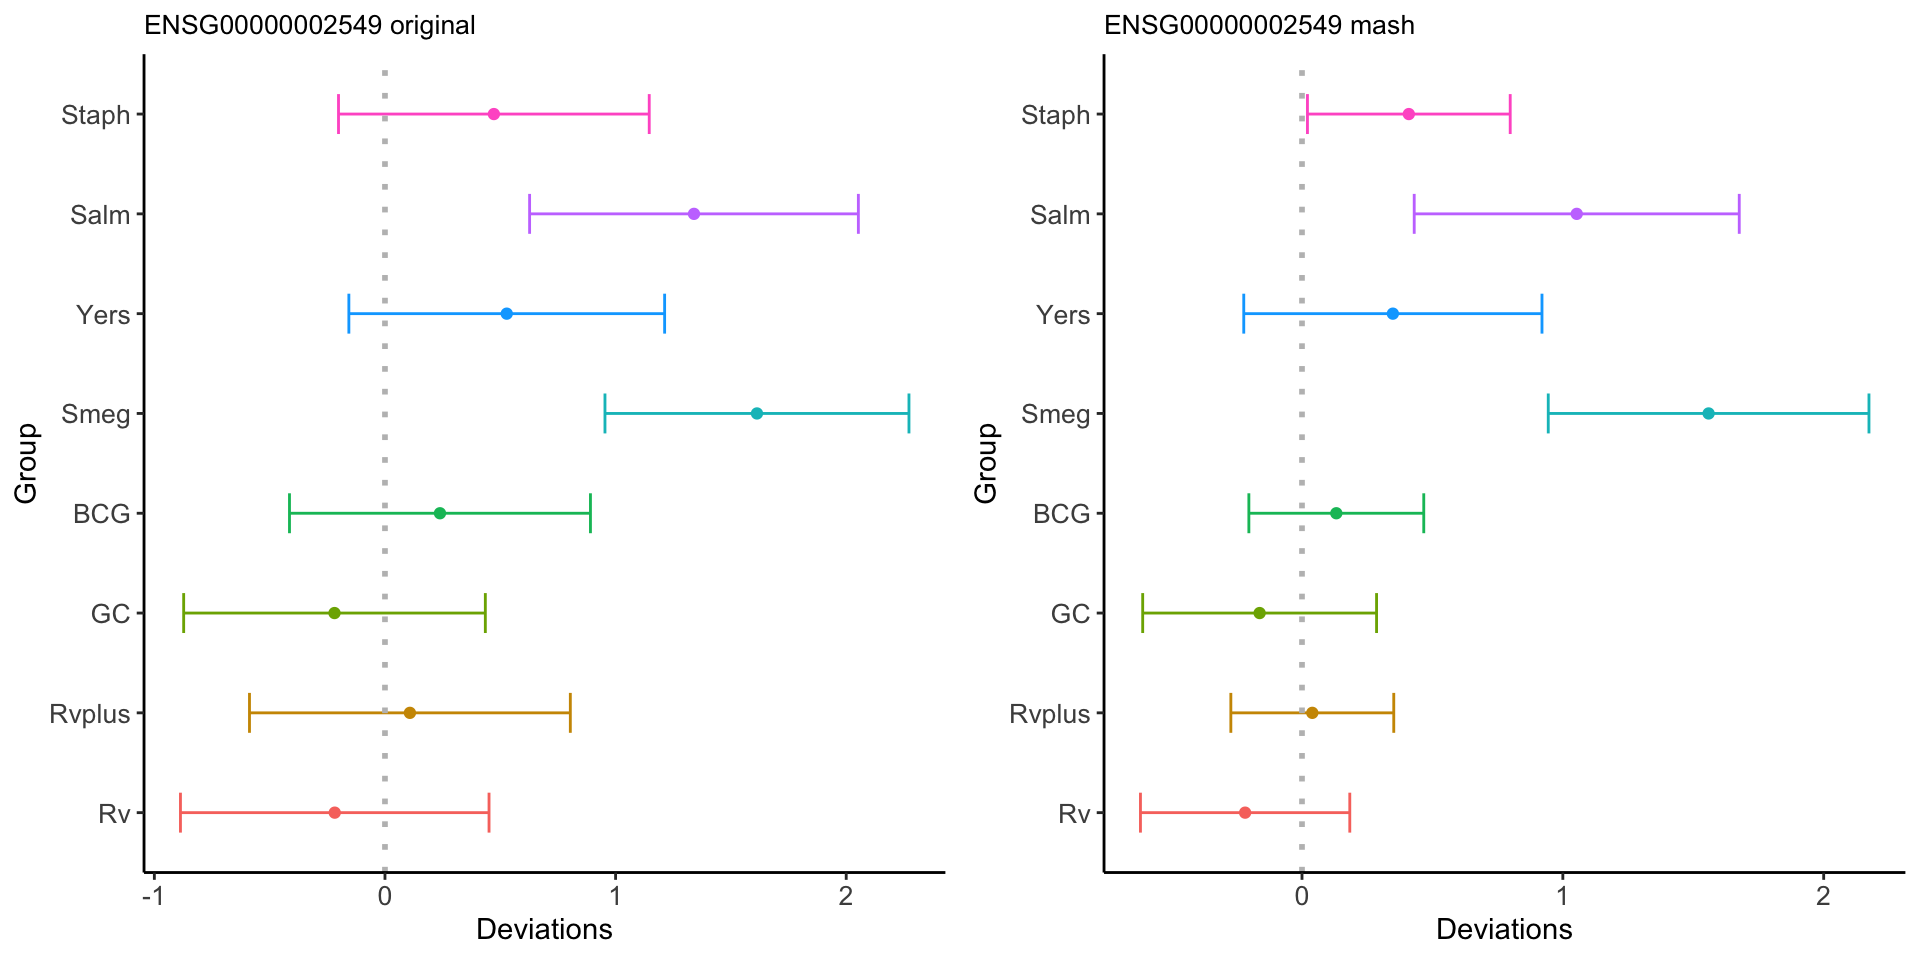 ENSG00000002549 original
Group
Staph
Salm
Yers
Smeg
BCG
GC
Rvplus
Rv
-1 0 1 2
Deviations
ENSG00000002549 mash
Group
Staph
Salm
Yers
Smeg
BCG
GC
Rvplus
Rv
0 1 2
Deviations